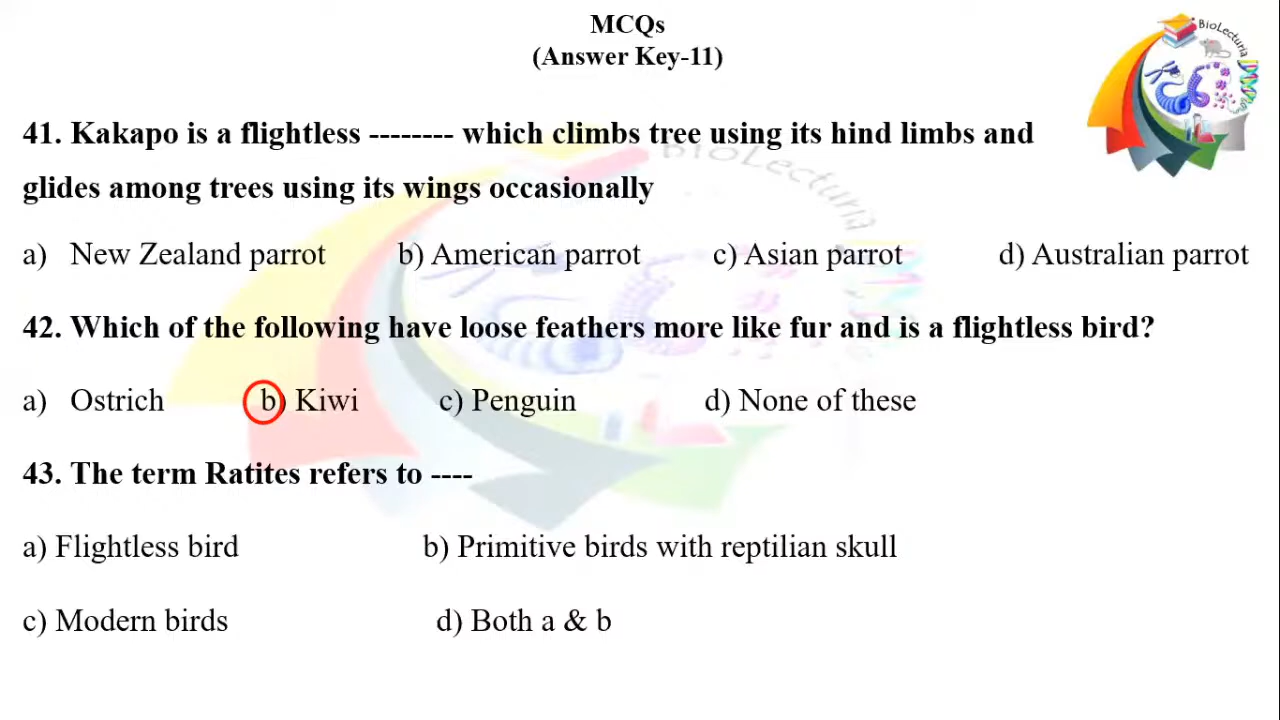 MCQs
(Answer Key-11)
BioLecturia
41. Kakapo is a flightless -------- which climbs tree using its hind limbs and
glides among trees using its wings occasionally
a) New Zealand parrot b) American parrot c) Asian parrot d) Australian parrot
42. Which of the following have loose feathers more like fur and is a flightless bird?
a) Ostrich b) Kiwi c) Penguin d) None of these
43. The term Ratites refers to ----
a) Flightless bird b) Primitive birds with reptilian skull
c) Modern birds d) Both a & b
BioLecturia